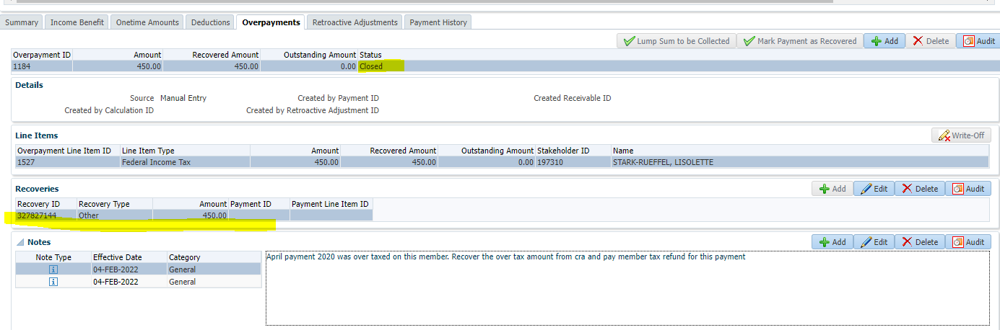 Summary Income Benefit Onetime Amounts Deductions Overpayments Retroactive Adjustments Payment History
Lump Sum to be Collected Mark Payment as Recovered Add Delete Audit
Overpayment ID Amount Recovered Amount Outstanding Amount Status
1184 450.00 450.00 0.00 Closed
Details
Source Manual Entry Created by Payment ID Created Receivable ID
Created by Calculation ID Created by Retroactive Adjustment ID
Line Items Write-Off
Overpayment Line Item ID Line Item Type Amount Recovered Amount Outstanding Amount Stakeholder ID Name
1527 Federal Income Tax 450.00 450.00 0.00 197310 STARK-RUEFFEL, LISOLETTE
Recoveries Add Edit Delete Audit
Recovery ID Recovery Type Amount Payment ID Payment Line Item ID
327827144 Other 450.00
Notes Add Edit Delete Audit
Note Type Effective Date Category April payment 2020 was over taxed on this member. Recover the over tax amount from cra and pay member tax refund for this payment
04-FEB-2022 General
04-FEB-2022 General